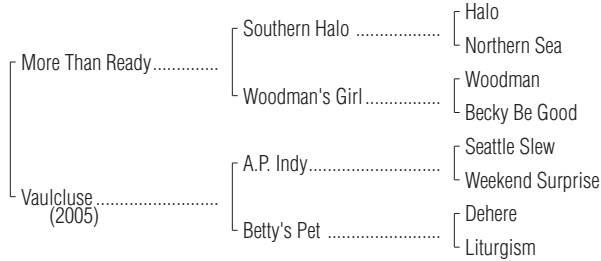 Halo
Southern Halo ..................
Northern Sea
More Than Ready..............
Woodman
Woodman's Girl................
Becky Be Good
Seattle Slew
A.P. Indy............................
Weekend Surprise
Vaulcluse..........................
(2005)
Dehere
Betty's Pet ........................
Liturgism